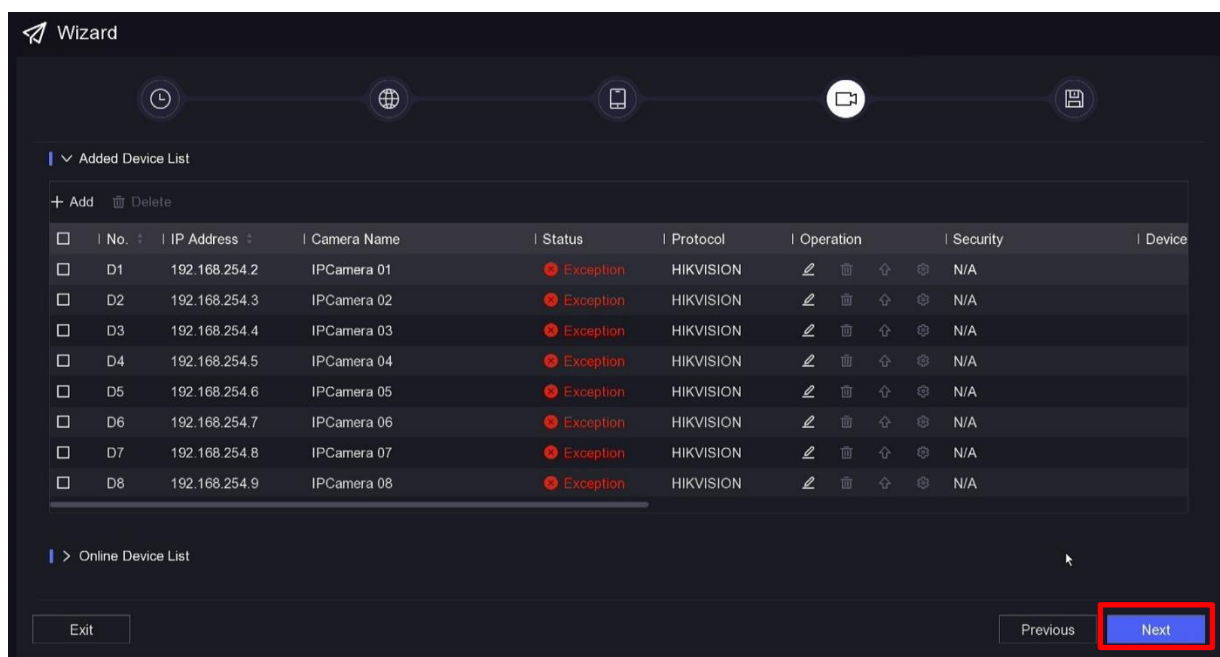 Wizard
Added Device List
+ Add Delete
No. IP Address Camera Name Status Protocol Operation Security Device
D1 192.168.254.2 IPCamera 01 Exception HIKVISION N/A
D2 192.168.254.3 IPCamera 02 Exception HIKVISION N/A
D3 192.168.254.4 IPCamera 03 Exception HIKVISION N/A
D4 192.168.254.5 IPCamera 04 Exception HIKVISION N/A
D5 192.168.254.6 IPCamera 05 Exception HIKVISION N/A
D6 192.168.254.7 IPCamera 06 Exception HIKVISION N/A
D7 192.168.254.8 IPCamera 07 Exception HIKVISION N/A
D8 192.168.254.9 IPCamera 08 Exception HIKVISION N/A
Online Device List
Exit Previous Next